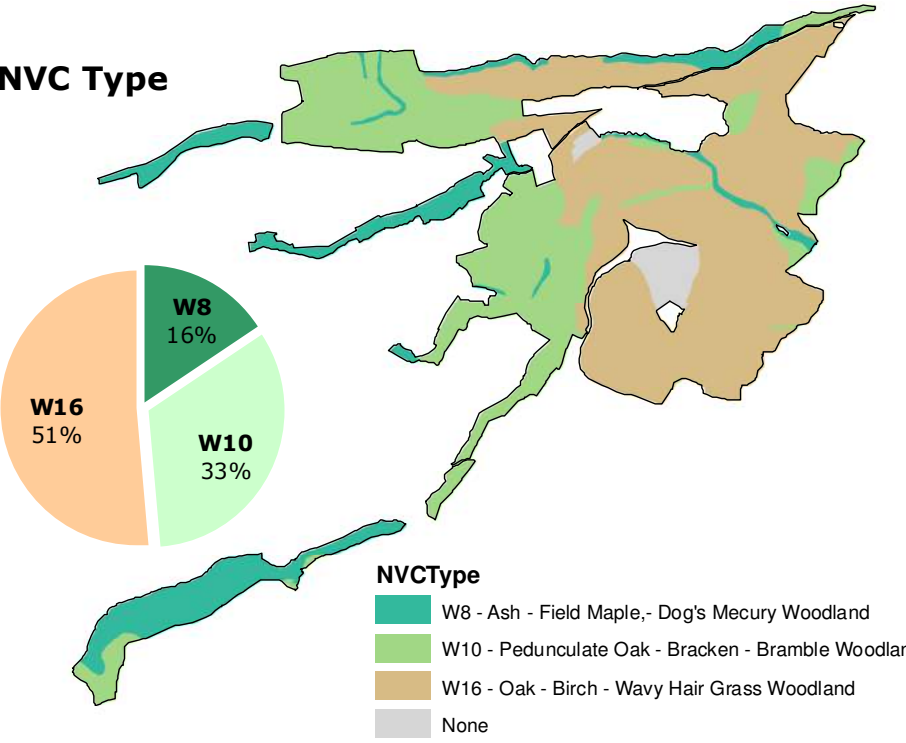 NVC Type
W8
16%
W16
51%
W10
33%
NVCType
W8 - Ash - Field Maple,- Dog's Mecury Woodland
W10 - Pedunculate Oak - Bracken - Bramble Woodlar
W16 - Oak - Birch - Wavy Hair Grass Woodland
None